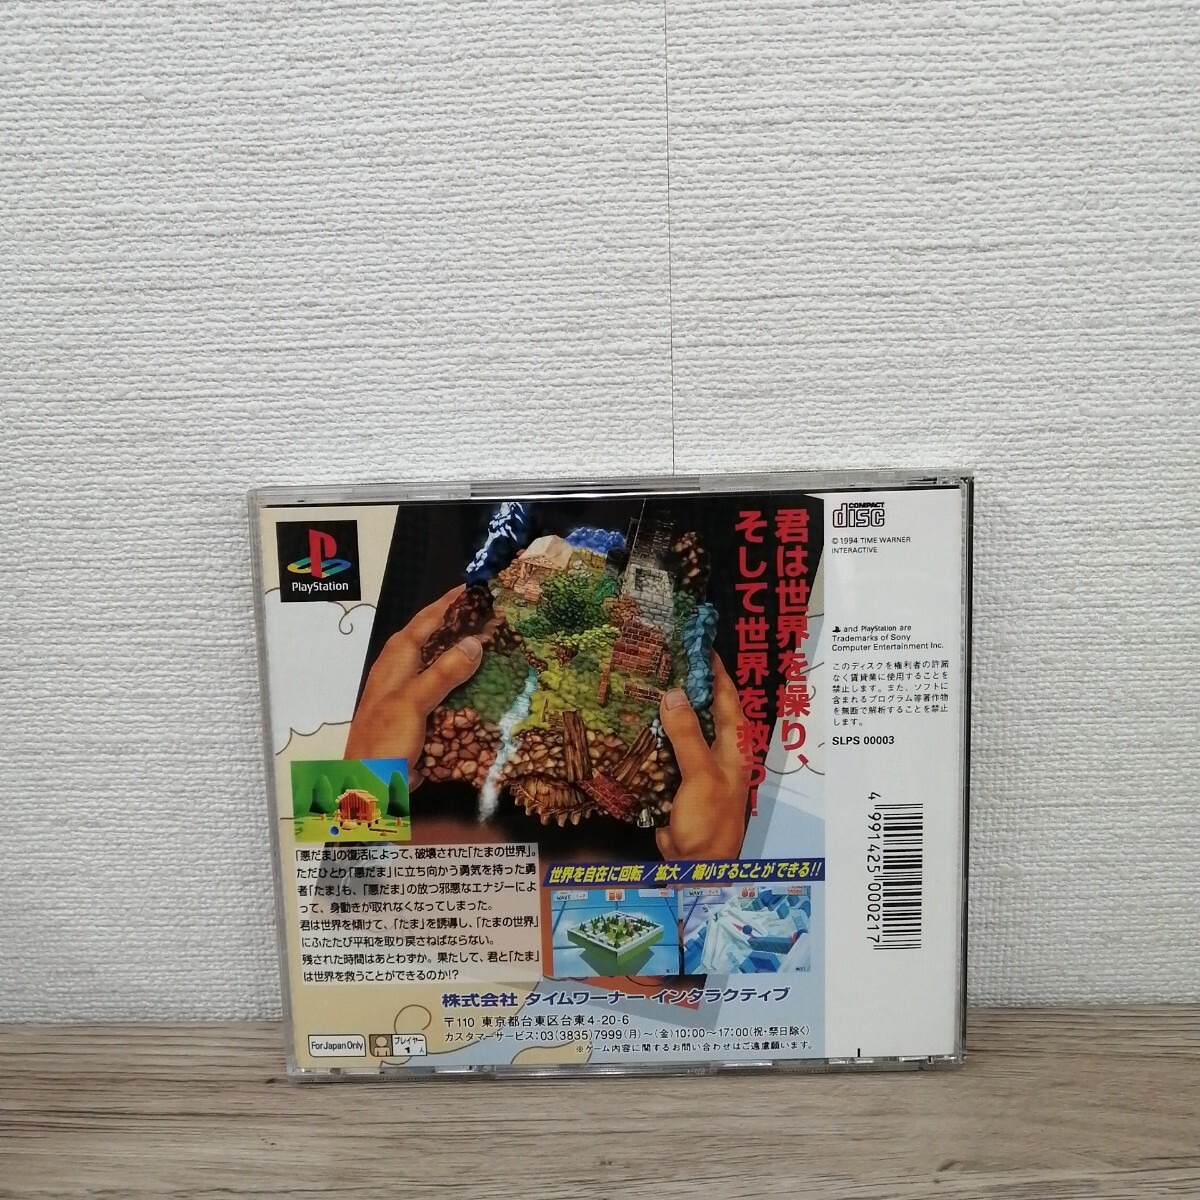 PlayStation
君は世界を操り、
そして世界を救う！
COMPACT
disc
© 1994 TIME WARNER
INTERACTIVE
and PlayStation are
Trademarks of Sony
Computer Entertainment Inc.
このディスクを権利者の許諾
なく賃貸業に使用することを
禁止します。また、ソフトに
含まれるプログラム等著作物
を無断で解析することを禁止
します。
SLPS 00003
4 991425 000217
「悪だま」の復活によって、破壊された「たまの世界」。
ただひとり「悪だま」に立ち向かう勇気を持った勇
者「たま」も、「悪だま」の放つ邪悪なエナジーによ
って、身動きが取れなくなってしまった。
君は世界を傾けて、「たま」を誘導し、「たまの世界」
にふたたび平和を取り戻さねばならない。
残された時間はあとわずか。果たして、君と「たま」
は世界を救うことができるのか!?
世界を自在に回転／拡大／縮小することができる!!
WAVE
WAVE
株式会社 タイムワーナー インタラクティブ
〒110 東京都台東区台東4-20-6
カスタマーサービス:03(3835)7999(月)〜(金)10:00〜17:00(祝・祭日除く)
※ゲーム内容に関するお問い合わせはご遠慮願います。
For Japan Only
プレイヤー
1人